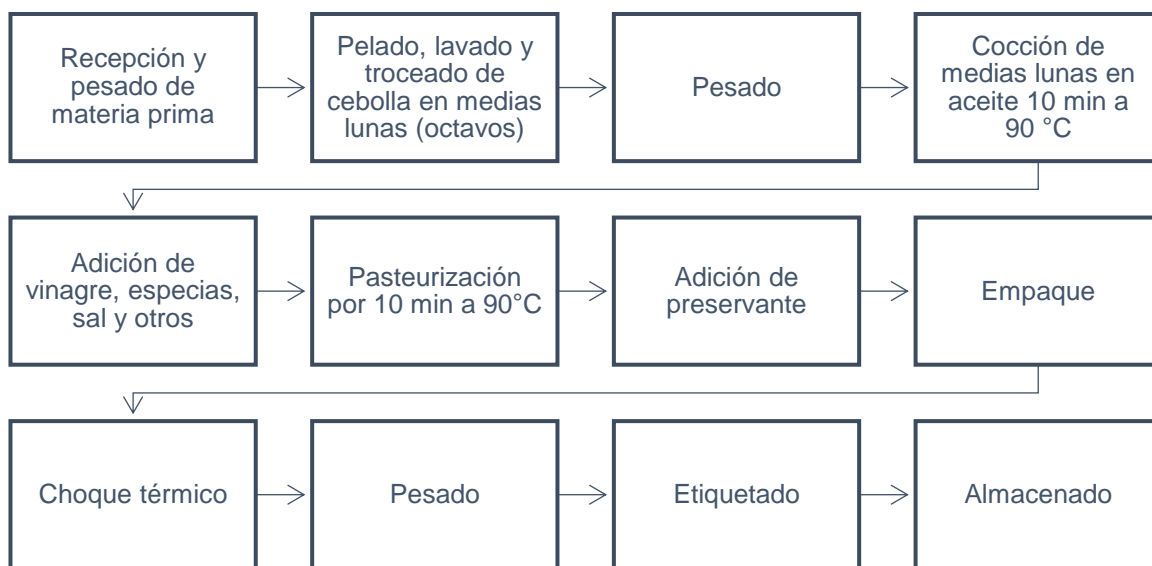 Recepción y
pesado de
materia prima
Pelado, lavado y
troceado de
cebolla en medias
lunas (octavos)
Pesado
Cocción de
medias lunas en
aceite 10 min a
90 °C
Adición de
vinagre, especias,
sal y otros
Pasteurización
por 10 min a 90°C
Adición de
preservante
Empaque
Choque térmico
Pesado
Etiquetado
Almacenado